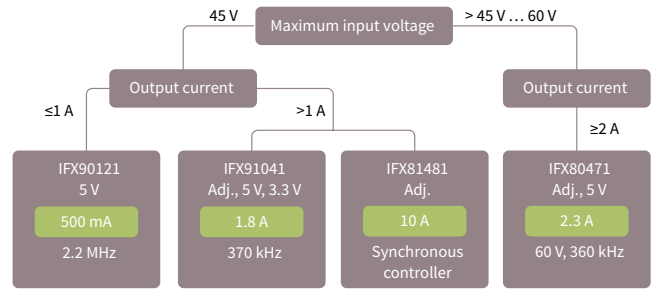 45 V
Maximum input voltage
> 45 V … 60 V
Output current
Output current
≤1 A
>1 A
≥2 A
IFX90121
5 V
500 mA
2.2 MHz
IFX91041
Adj., 5 V, 3.3 V
1.8 A
370 kHz
IFX81481
Adj.
10 A
Synchronous
controller
IFX80471
Adj., 5 V
2.3 A
60 V, 360 kHz